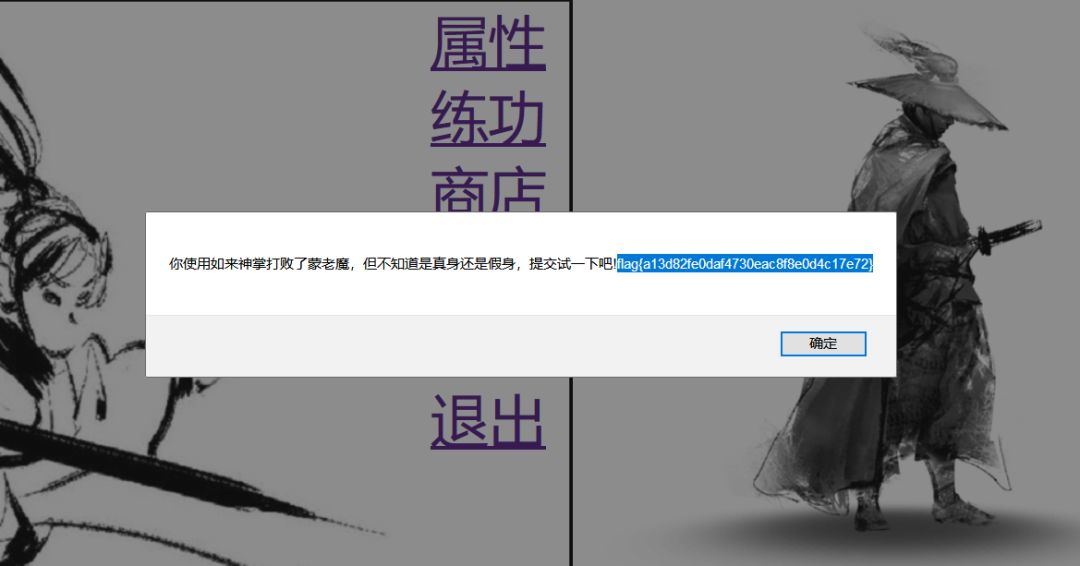 属性
练功
商店
你使用如来神掌打败了蒙老魔，但不知道是真身还是假身，提交试一下吧!flag{a13d82fe0daf4730eac8f8e0d4c17e72}
确定
退出